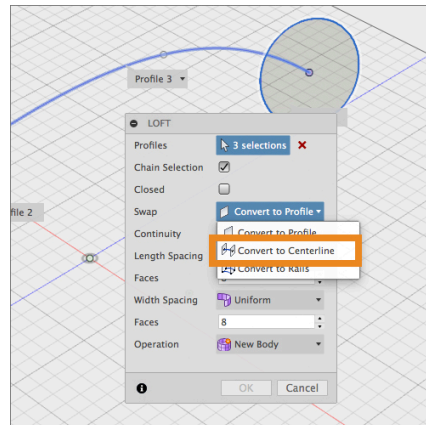 Profile 3
LOFT
Profiles 3 selections
Chain Selection
Closed
file 2
Swap Convert to Profile
Continuity Convert to Profile
Length Spacing Convert to Centerline
Faces Convert to Rails
Width Spacing Uniform
Faces 8
Operation New Body
OK Cancel